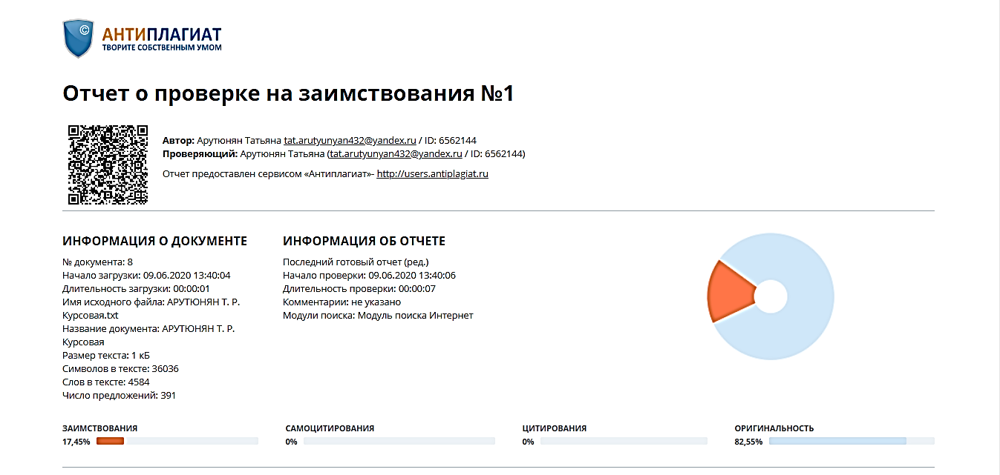 ©
АНТИПЛАГИАТ
ТВОРИТЕ СОБСТВЕННЫМ УМОМ
Отчет о проверке на заимствования №1
Автор: Арутюнян Татьяна tat.arutyunyan432@yandex.ru / ID: 6562144
Проверяющий: Арутюнян Татьяна (tat.arutyunyan432@yandex.ru / ID: 6562144)
Отчет предоставлен сервисом «Антиплагиат»- http://users.antiplagiat.ru
ИНФОРМАЦИЯ О ДОКУМЕНТЕ
№ документа: 8
Начало загрузки: 09.06.2020 13:40:04
Длительность загрузки: 00:00:01
Имя исходного файла: АРУТЮНЯН Т. Р.
Курсовая.txt
Название документа: АРУТЮНЯН Т. Р.
Курсовая
Размер текста: 1 кБ
Символов в тексте: 36036
Слов в тексте: 4584
Число предложений: 391
ИНФОРМАЦИЯ ОБ ОТЧЕТЕ
Последний готовый отчет (ред.)
Начало проверки: 09.06.2020 13:40:06
Длительность проверки: 00:00:07
Комментарии: не указано
Модули поиска: Модуль поиска Интернет
ЗАИМСТВОВАНИЯ
17,45%
САМОЦИТИРОВАНИЯ
0%
ЦИТИРОВАНИЯ
0%
ОРИГИНАЛЬНОСТЬ
82,55%